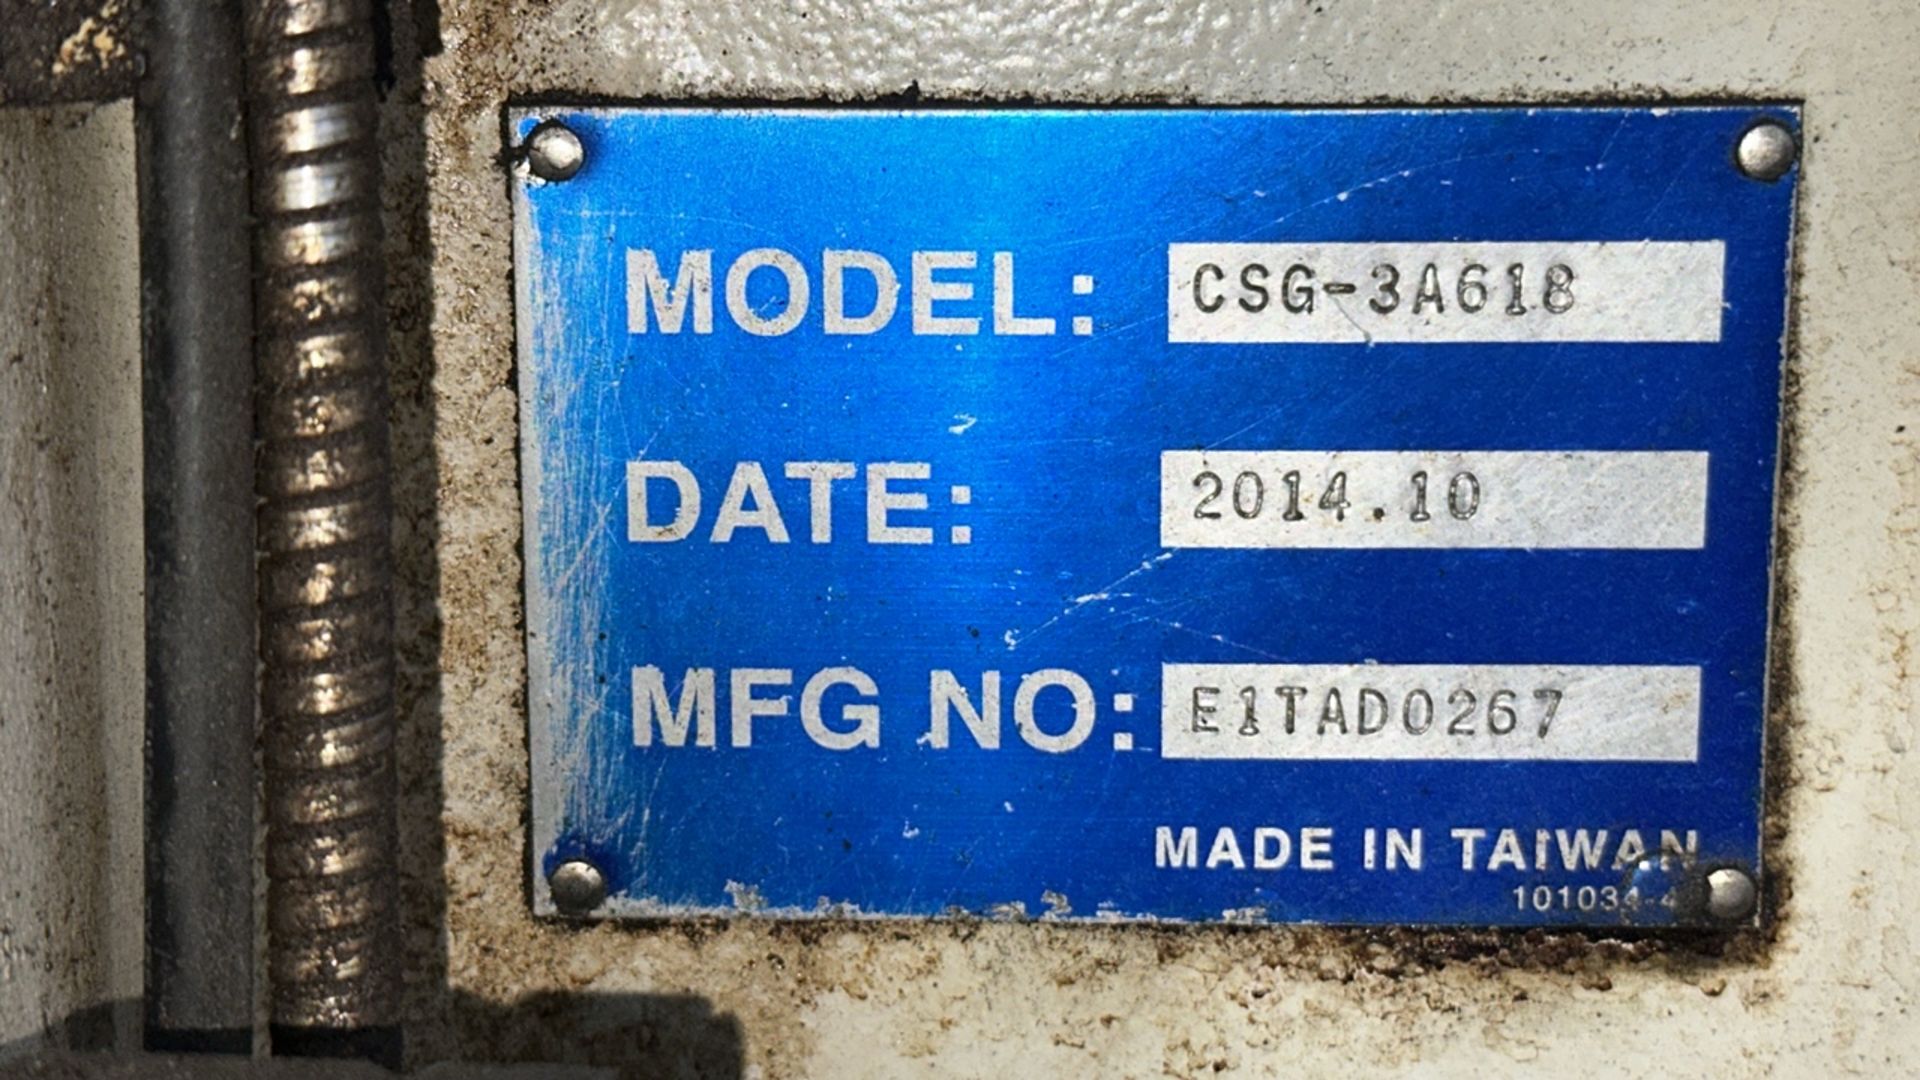 MODEL: CSG-3A618
DATE: 2014.10
MFG NO: E1TAD0267
MADE IN TAIWAN